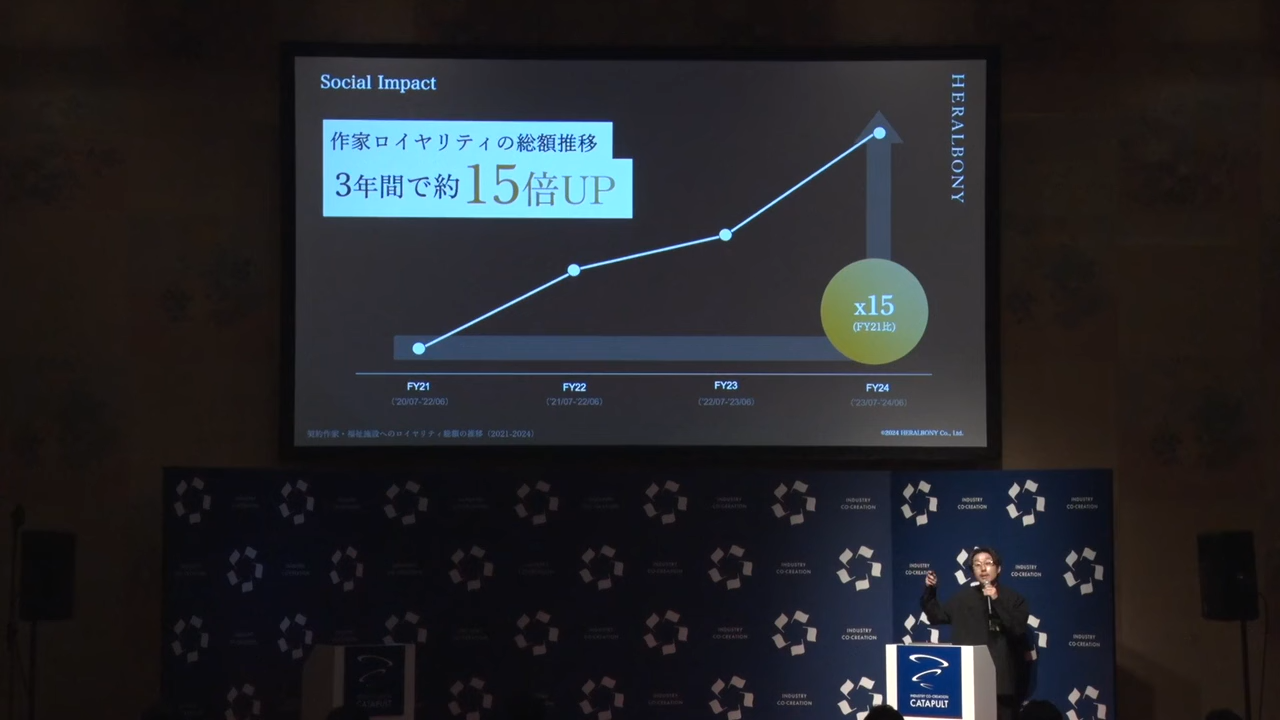 Social Impact
HERALBONY
作家ロイヤリティの総額推移
3年間で約15倍UP
x15
(FY21比)
FY21
FY22
FY23
FY24
('20/07-'22/06)
('21/07-'22/06)
('22/07-'23/06)
('23/07-'24/06)
契約作家・福祉施設へのロイヤリティ総額の推移(2021-2024)
©2024 HERALBONY Co., Ltd.
INDUSTRY
CO-CREATION
INDUSTRY CO-CREATION
CATAPULT